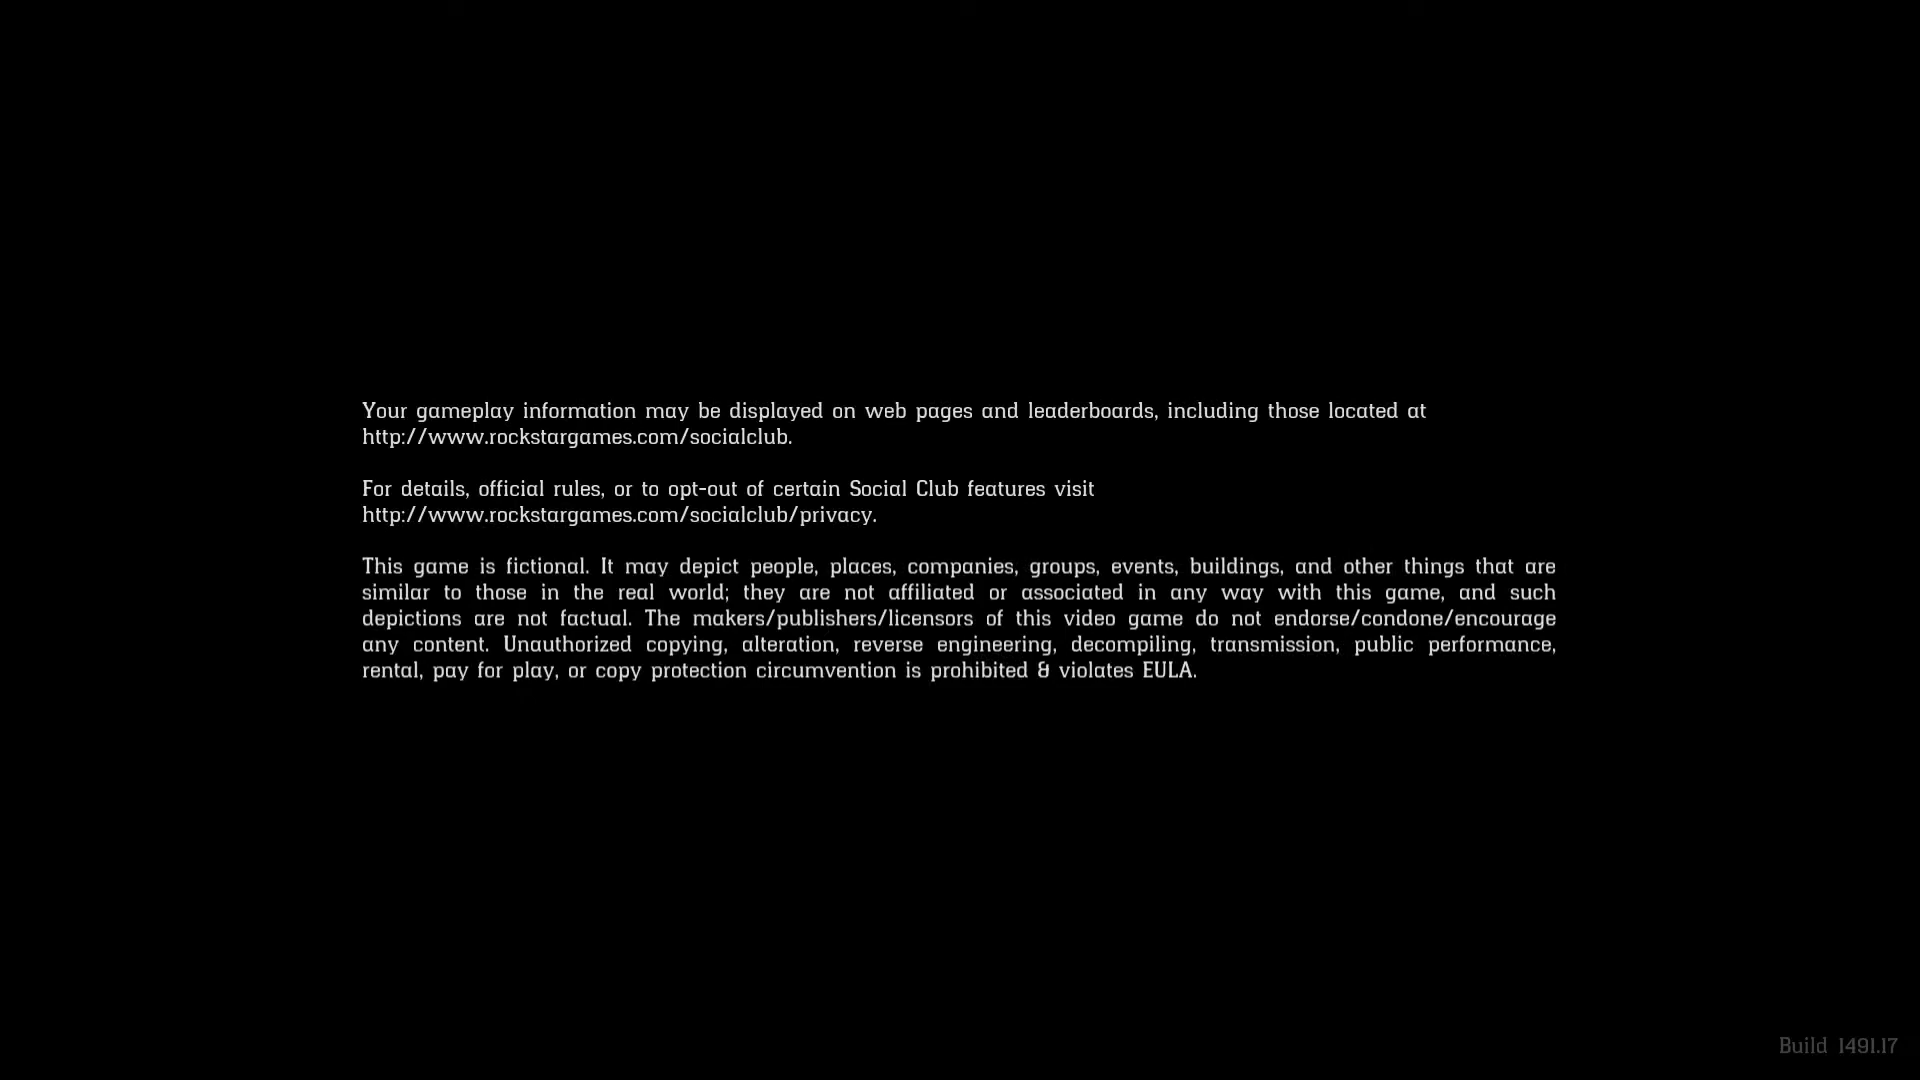 Your gameplay information may be displayed on web pages and leaderboards, including those located at
http://www.rockstargames.com/socialclub.
For details, official rules, or to opt-out of certain Social Club features visit
http://www.rockstargames.com/socialclub/privacy.
This game is fictional. It may depict people, places, companies, groups, events, buildings, and other things that are
similar to those in the real world; they are not affiliated or associated in any way with this game, and such
depictions are not factual. The makers/publishers/licensors of this video game do not endorse/condone/encourage
any content. Unauthorized copying, alteration, reverse engineering, decompiling, transmission, public performance,
rental, pay for play, or copy protection circumvention is prohibited & violates EULA.
Build 1491.17